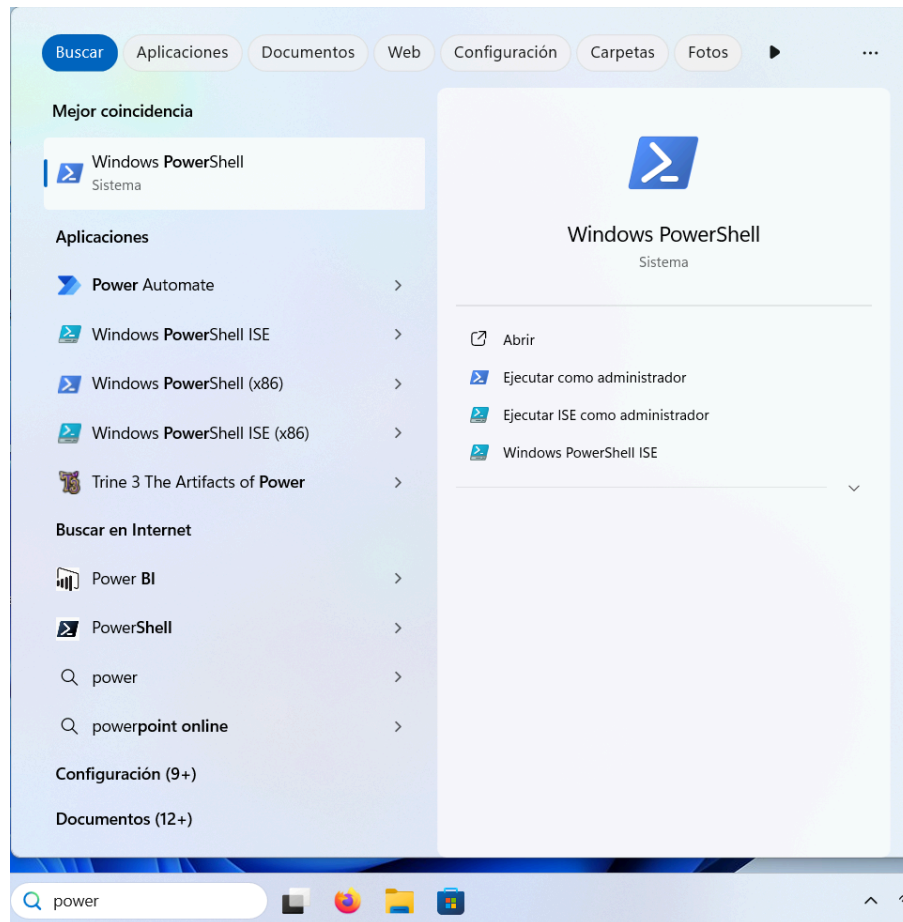 Buscar Aplicaciones Documentos Web Configuración Carpetas Fotos
Mejor coincidencia
Windows PowerShell
Sistema
Aplicaciones
Power Automate
Windows PowerShell ISE
Windows PowerShell (x86)
Windows PowerShell ISE (x86)
Trine 3 The Artifacts of Power
Buscar en Internet
Power BI
PowerShell
power
powerpoint online
Configuración (9+)
Documentos (12+)
Windows PowerShell
Sistema
Abrir
Ejecutar como administrador
Ejecutar ISE como administrador
Windows PowerShell ISE
power